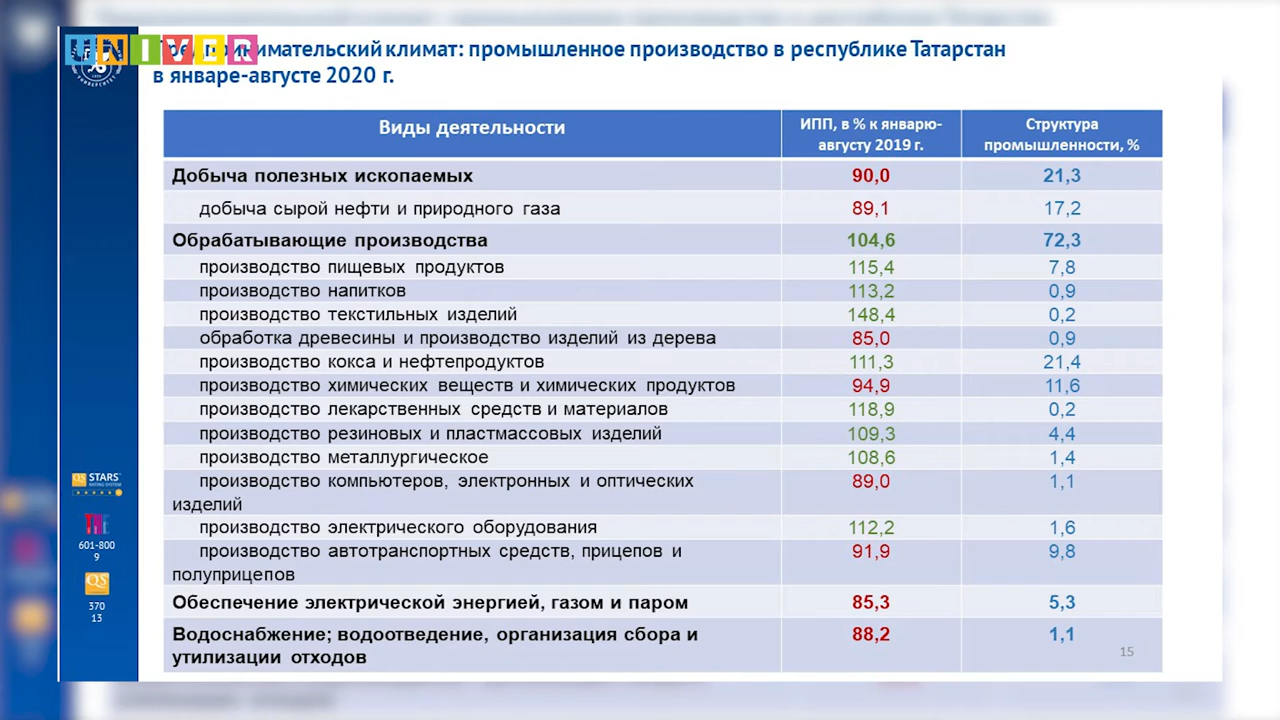 UNIVER
Предпринимательский климат: промышленное производство в республике Татарстан
в январе-августе 2020 г.
УНИВЕРСИТЕТ
Виды деятельности
ИПП, в % к январю-
августу 2019 г.
Структура
промышленности, %
Добыча полезных ископаемых 90,0 21,3
добыча сырой нефти и природного газа 89,1 17,2
Обрабатывающие производства 104,6 72,3
производство пищевых продуктов 115,4 7,8
производство напитков 113,2 0,9
производство текстильных изделий 148,4 0,2
обработка древесины и производство изделий из дерева 85,0 0,9
производство кокса и нефтепродуктов 111,3 21,4
производство химических веществ и химических продуктов 94,9 11,6
производство лекарственных средств и материалов 118,9 0,2
производство резиновых и пластмассовых изделий 109,3 4,4
производство металлургическое 108,6 1,4
производство компьютеров, электронных и оптических 89,0 1,1
изделий
производство электрического оборудования 112,2 1,6
производство автотранспортных средств, прицепов и 91,9 9,8
полуприцепов
Обеспечение электрической энергией, газом и паром 85,3 5,3
Водоснабжение; водоотведение, организация сбора и 88,2 1,1
утилизации отходов
15
QS STARS
RATING SYSTEM
THE
601-800
9
QS
370
13